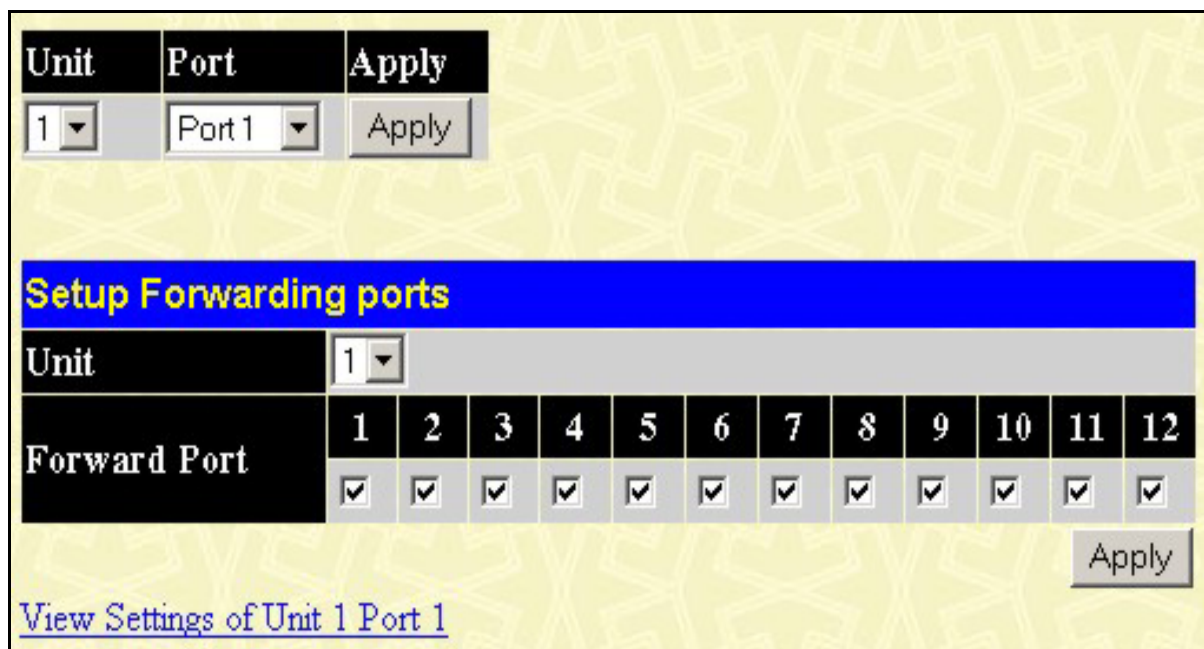 Unit Port Apply
1 Port 1 Apply
Setup Forwarding ports
Unit 1
Forward Port 1 2 3 4 5 6 7 8 9 10 11 12
Apply
View Settings of Unit 1 Port 1